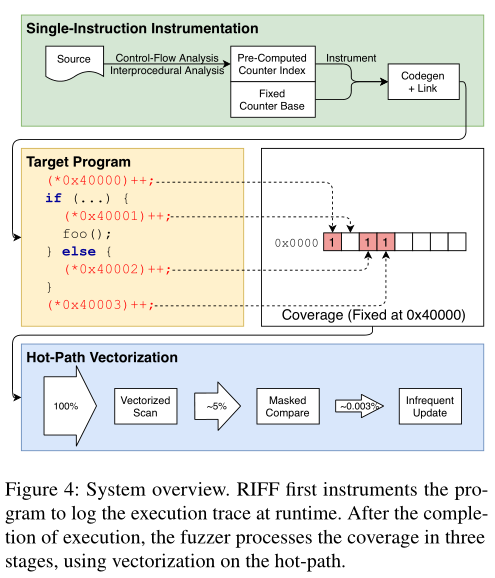 Single-Instruction Instrumentation
Source
Control-Flow Analysis
Interprocedural Analysis
Pre-Computed
Counter Index
Fixed
Counter Base
Instrument
Codegen
+ Link
Target Program
(*0x40000)++;
if (...) {
(*0x40001)++;
foo();
} else {
(*0x40002)++;
}
(*0x40003)++;
0x0000
1
1
1
Coverage (Fixed at 0x40000)
Hot-Path Vectorization
100%
Vectorized
Scan
~5%
Masked
Compare
~0.003%
Infrequent
Update
Figure 4: System overview. RIFF first instruments the pro-
gram to log the execution trace at runtime. After the comple-
tion of execution, the fuzzer processes the coverage in three
stages, using vectorization on the hot-path.